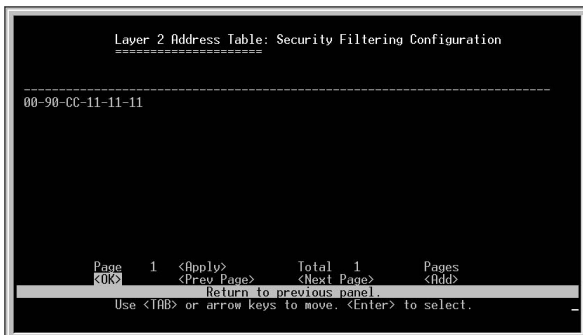 Layer 2 Address Table: Security Filtering Configuration
=====================
--------------------------------------------------------------------------
00-90-CC-11-11-11
Page 1 <Apply> Total 1 Pages
<OK> <Prev Page> <Next Page> <Add>
Return to previous panel.
Use <TAB> or arrow keys to move. <Enter> to select.